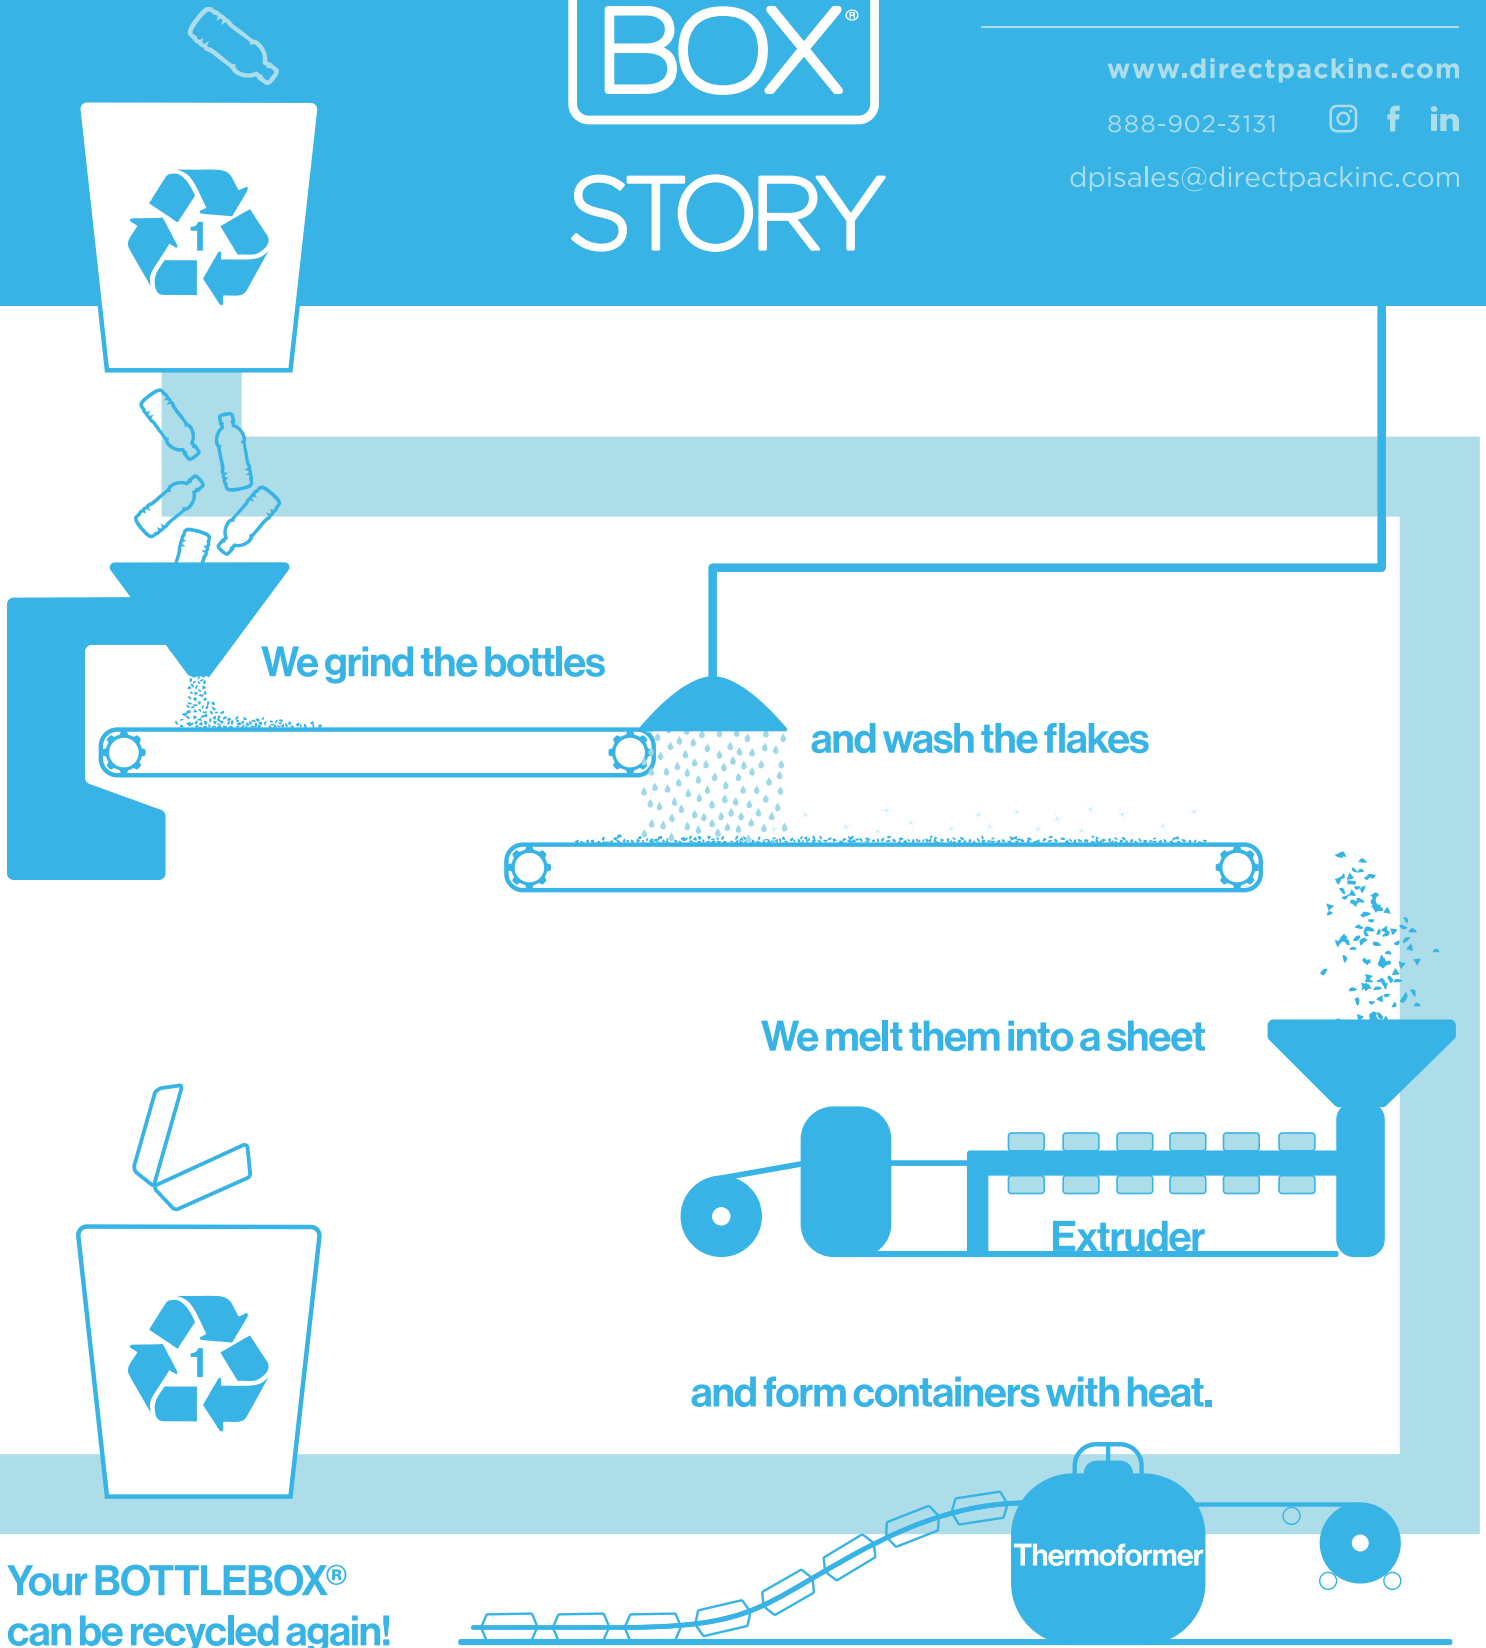 BOX®
STORY
www.directpackinc.com
888-902-3131
dpisales@directpackinc.com
1
We grind the bottles
and wash the flakes
We melt them into a sheet
Extruder
1
and form containers with heat.
Thermoformer
Your BOTTLEBOX®
can be recycled again!